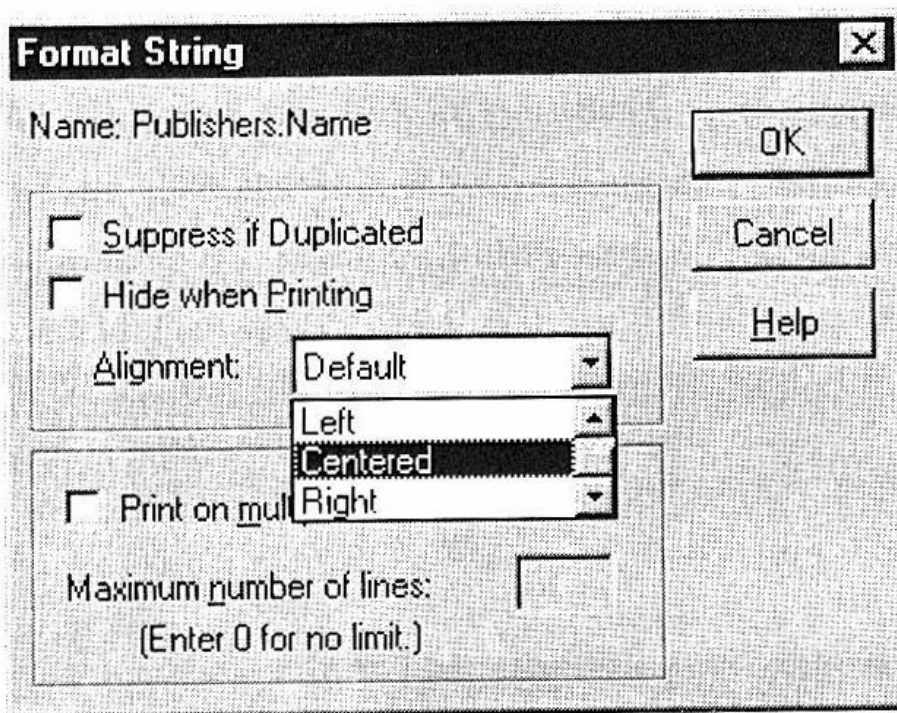 Format String
Name: Publishers.Name
OK
Suppress if Duplicated
Cancel
Hide when Printing
Help
Alignment: Default
Left
Centered
Right
Print on
Maximum number of lines:
(Enter 0 for no limit.)